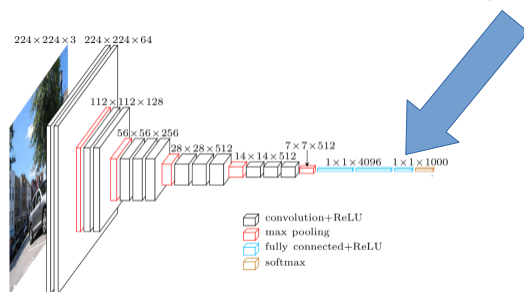 224×224×3 224×224×64
112×112×128
56×56×256
28×28×512
14×14×512
7×7×512
1×1×4096 1×1×1000
convolution+ReLU
max pooling
fully connected+ReLU
softmax